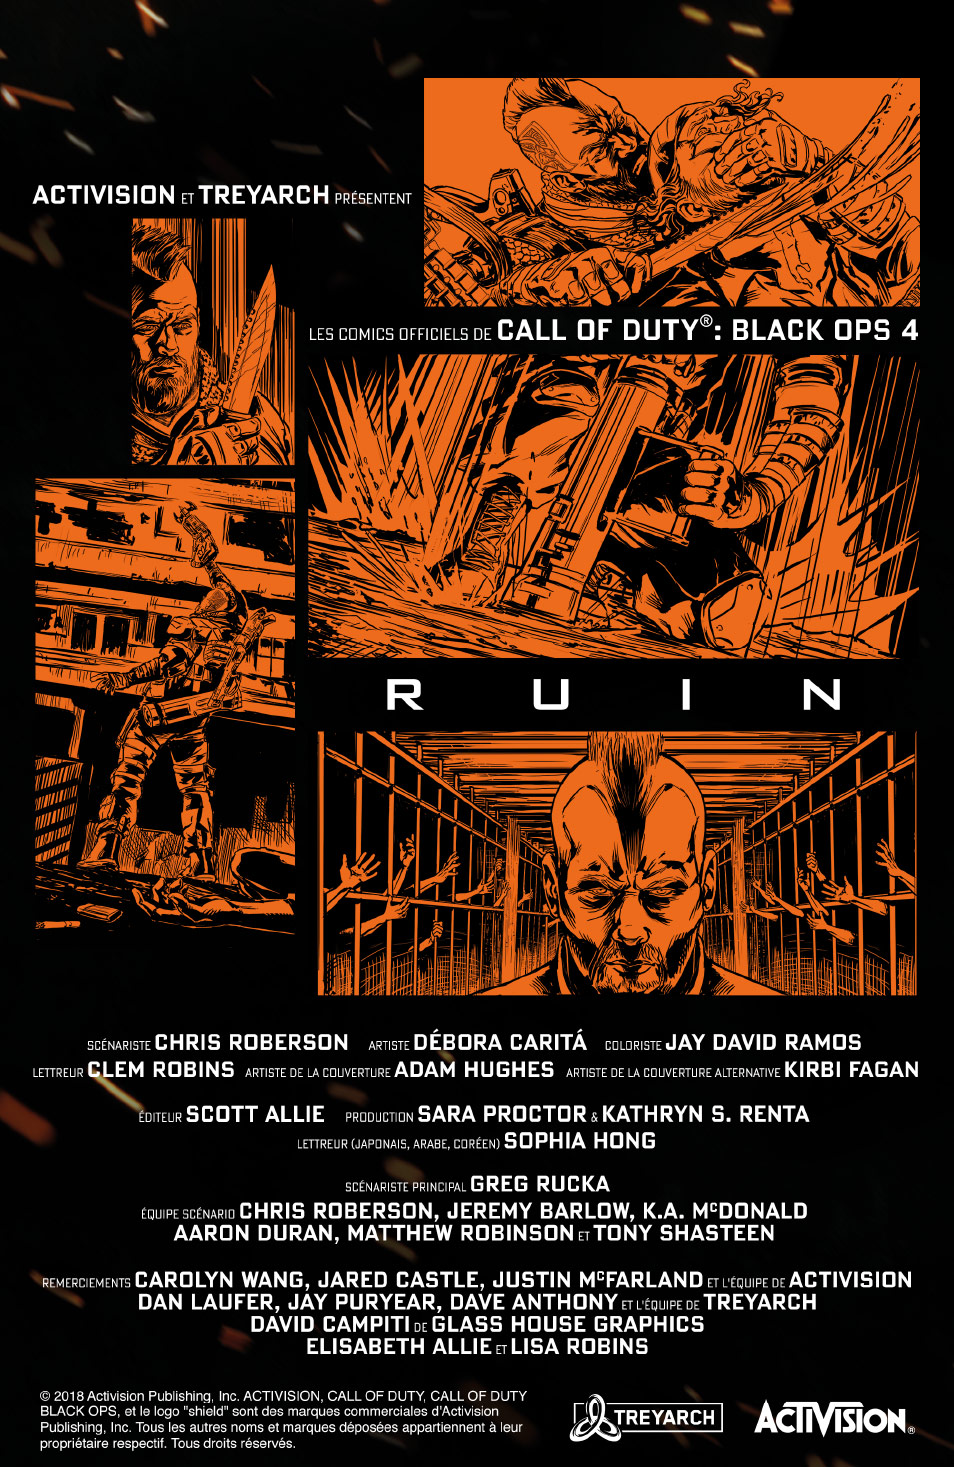 ACTIVISION ET TREYARCH PRÉSENTENT
LES COMICS OFFICIELS DE CALL OF DUTY®: BLACK OPS 4
RUIN
SCÉNARISTE CHRIS ROBERSON ARTISTE DÉBORA CARITÁ COLORISTE JAY DAVID RAMOS
LETTREUR CLEM ROBINS ARTISTE DE LA COUVERTURE ADAM HUGHES ARTISTE DE LA COUVERTURE ALTERNATIVE KIRBI FAGAN
ÉDITEUR SCOTT ALLIE PRODUCTION SARA PROCTOR & KATHRYN S. RENTA
LETTREUR (JAPONAIS, ARABE, CORÉEN) SOPHIA HONG
SCÉNARISTE PRINCIPAL GREG RUCKA
ÉQUIPE SCÉNARIO CHRIS ROBERSON, JEREMY BARLOW, K.A. McDONALD
AARON DURAN, MATTHEW ROBINSON ET TONY SHASTEEN
REMERCIEMENTS CAROLYN WANG, JARED CASTLE, JUSTIN McFARLAND ET L'ÉQUIPE DE ACTIVISION
DAN LAUFER, JAY PURYEAR, DAVE ANTHONY ET L'ÉQUIPE DE TREYARCH
DAVID CAMPITI DE GLASS HOUSE GRAPHICS
ELISABETH ALLIE ET LISA ROBINS
© 2018 Activision Publishing, Inc. ACTIVISION, CALL OF DUTY, CALL OF DUTY
BLACK OPS, et le logo "shield" sont des marques commerciales d'Activision
Publishing, Inc. Tous les autres noms et marques déposées appartiennent à leur
propriétaire respectif. Tous droits réservés.
TREYARCH
ACTIVISION®